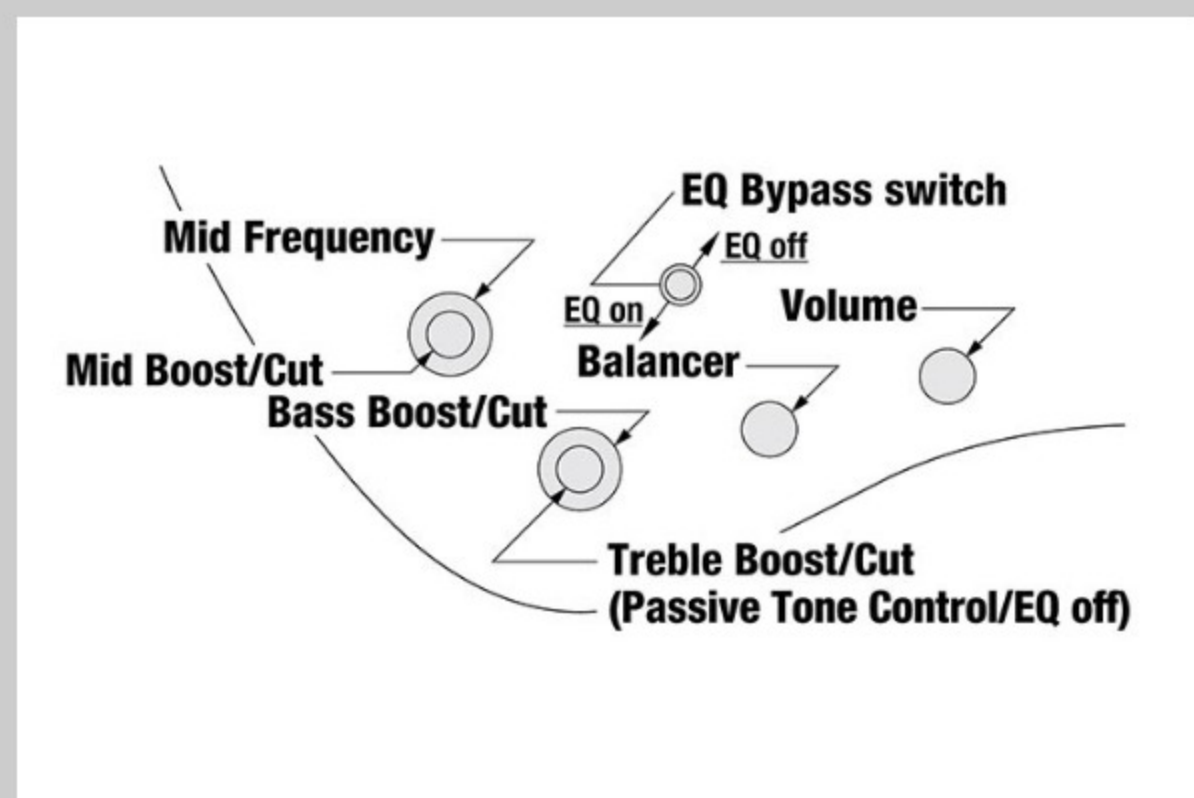 EQ Bypass switch
Mid Frequency
EQ off
EQ on
Volume
Balancer
Mid Boost/Cut
Bass Boost/Cut
Treble Boost/Cut
(Passive Tone Control/EQ off)